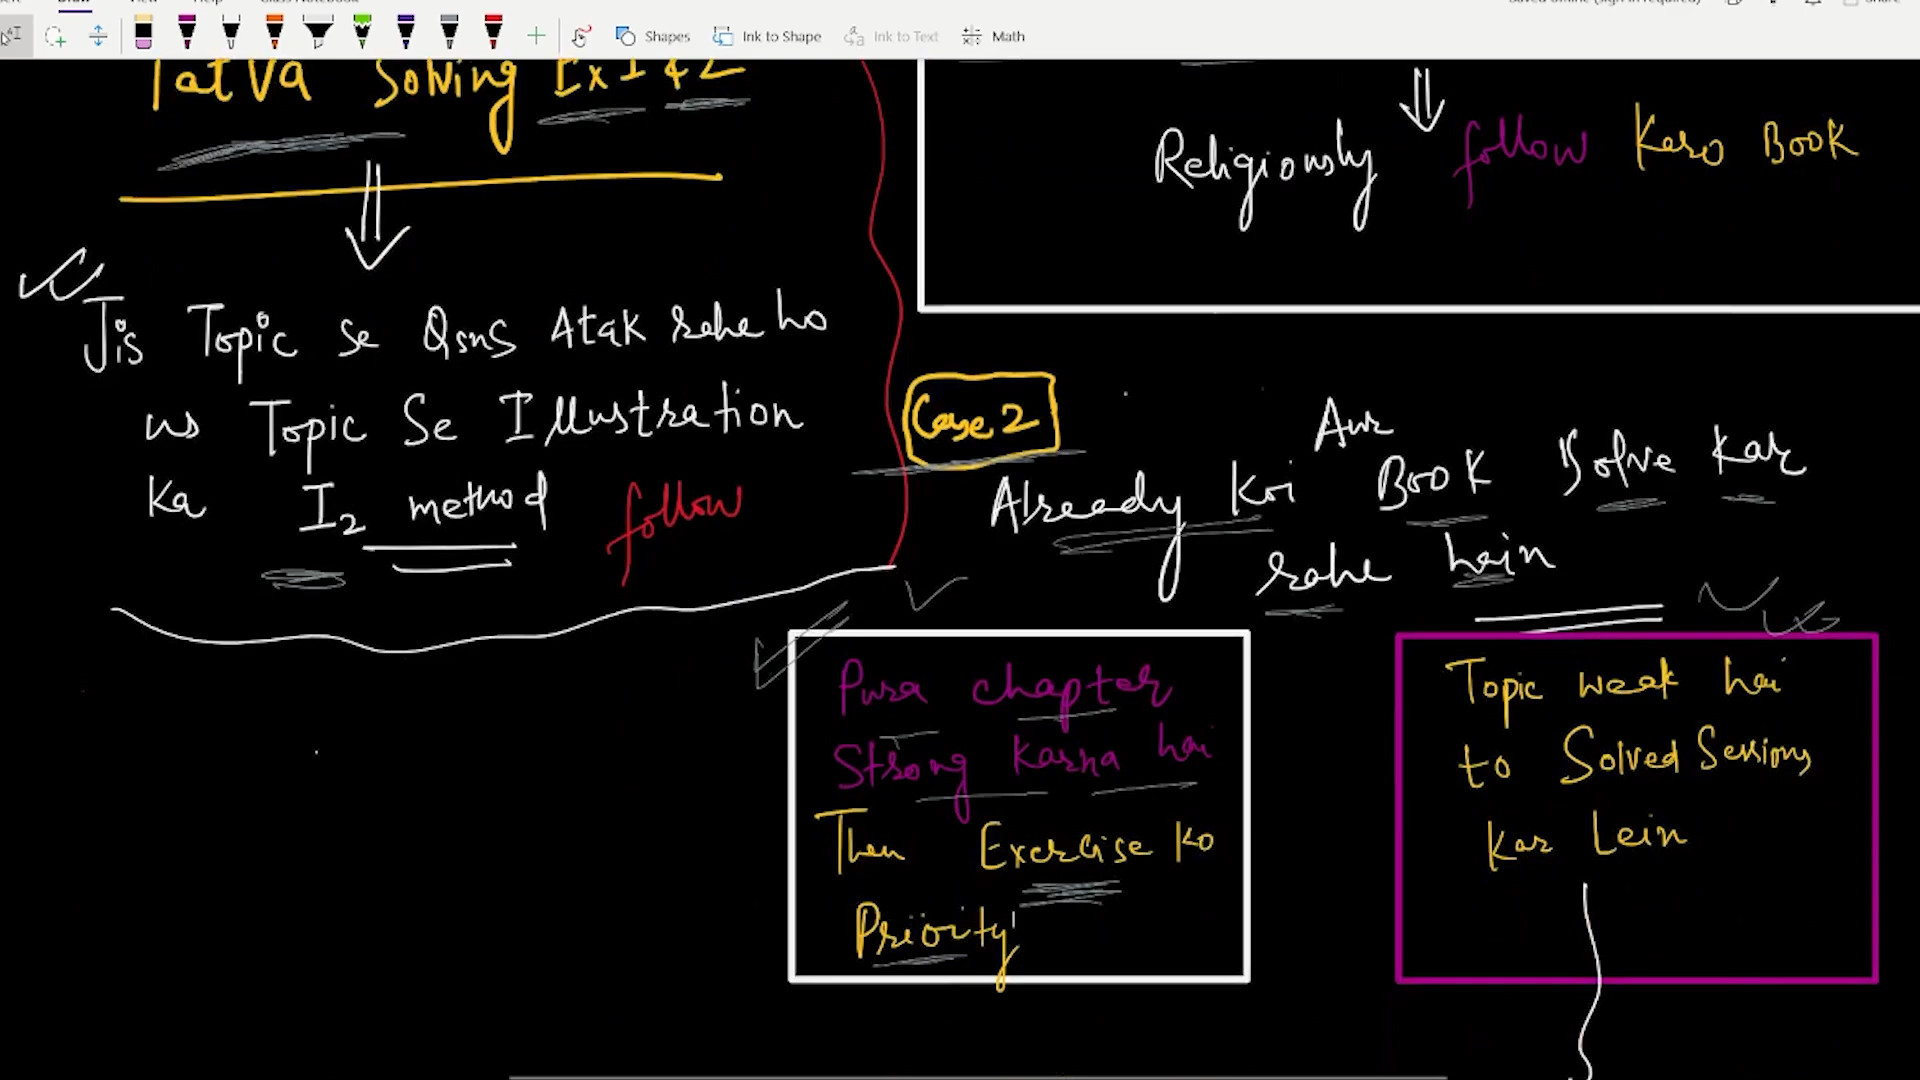 Shapes
Ink to Shape
Ink to Text
Math
Tatva Solving Ex 1 & 2
Jis Topic se Qsns Atak rahe ho
us Topic Se Illustration
Ka I2 method follow
Religiously follow Karo Book
Case 2
Aur
Already Koi Book Solve Kar
rahe hain
Pura chapter
Strong Karna hai
Then Exercise Ko
Priority
Topic weak hai
to Solved Sessions
Kar Lein